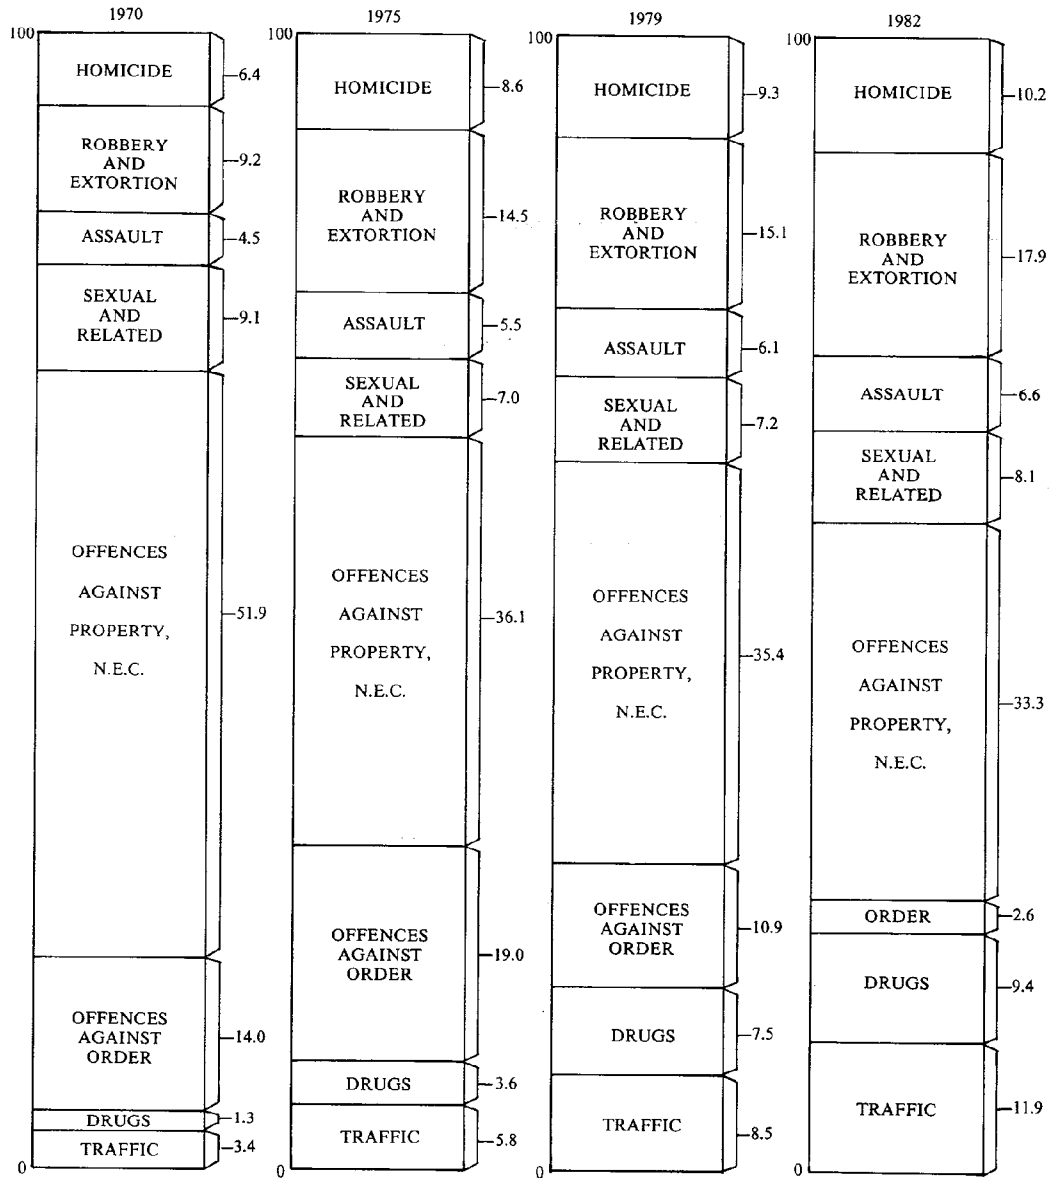 1970
100
HOMICIDE
6.4
ROBBERY
AND
EXTORTION
9.2
ASSAULT
4.5
SEXUAL
AND
RELATED
9.1
OFFENCES
AGAINST
PROPERTY,
N.E.C.
51.9
OFFENCES
AGAINST
ORDER
14.0
DRUGS
1.3
TRAFFIC
3.4
0
1975
100
HOMICIDE
8.6
ROBBERY
AND
EXTORTION
14.5
ASSAULT
5.5
SEXUAL
AND
RELATED
7.0
OFFENCES
AGAINST
PROPERTY,
N.E.C.
36.1
OFFENCES
AGAINST
ORDER
19.0
DRUGS
3.6
TRAFFIC
5.8
0
1979
100
HOMICIDE
9.3
ROBBERY
AND
EXTORTION
15.1
ASSAULT
6.1
SEXUAL
AND
RELATED
7.2
OFFENCES
AGAINST
PROPERTY,
N.E.C.
35.4
OFFENCES
AGAINST
ORDER
10.9
DRUGS
7.5
TRAFFIC
8.5
0
1982
100
HOMICIDE
10.2
ROBBERY
AND
EXTORTION
17.9
ASSAULT
6.6
SEXUAL
AND
RELATED
8.1
OFFENCES
AGAINST
PROPERTY,
N.E.C.
33.3
ORDER
2.6
DRUGS
9.4
TRAFFIC
11.9
0